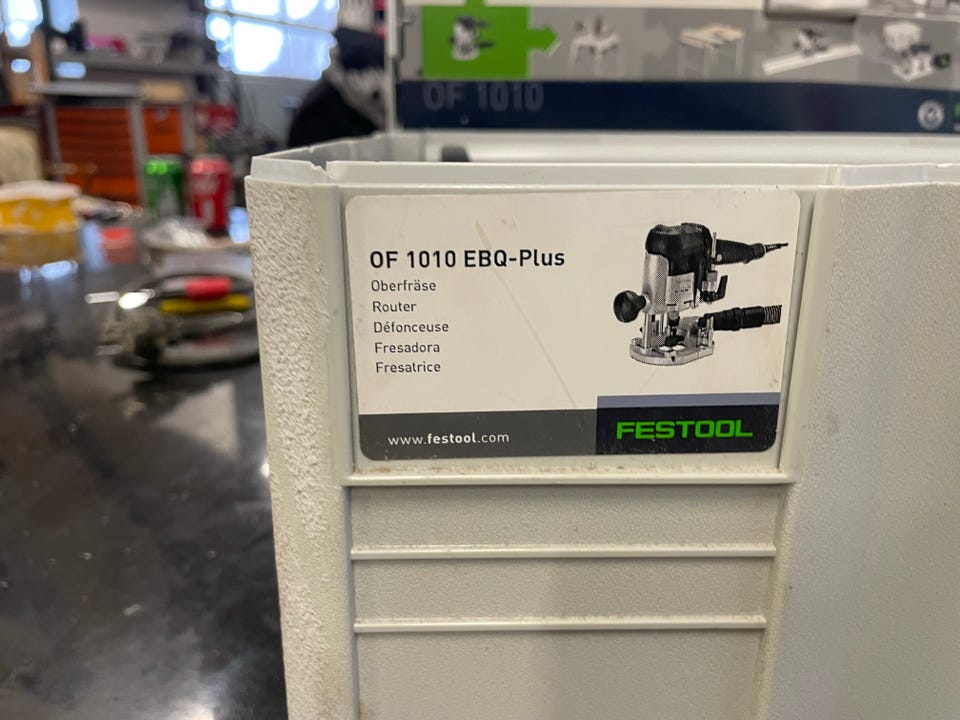 OF 1010
OF 1010 EBQ-Plus
Oberfräse
Router
Défonceuse
Fresadora
Fresatrice
www.festool.com
FESTOOL